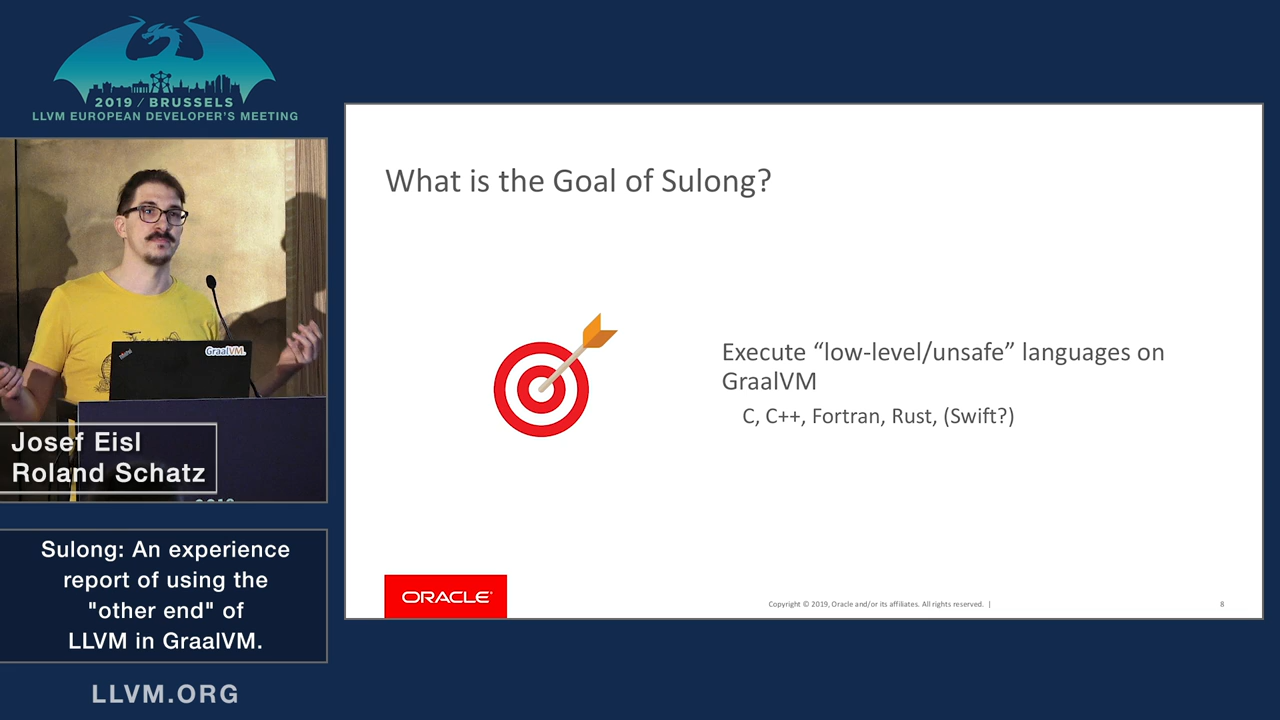 2019 / BRUSSELS
LLVM EUROPEAN DEVELOPER'S MEETING
What is the Goal of Sulong?
Execute “low-level/unsafe” languages on
GraalVM
C, C++, Fortran, Rust, (Swift?)
GraalVM.
Josef Eisl
Roland Schatz
Sulong: An experience
report of using the
"other end" of
LLVM in GraalVM.
LLVM.ORG
ORACLE®
Copyright © 2019, Oracle and/or its affiliates. All rights reserved. |
8